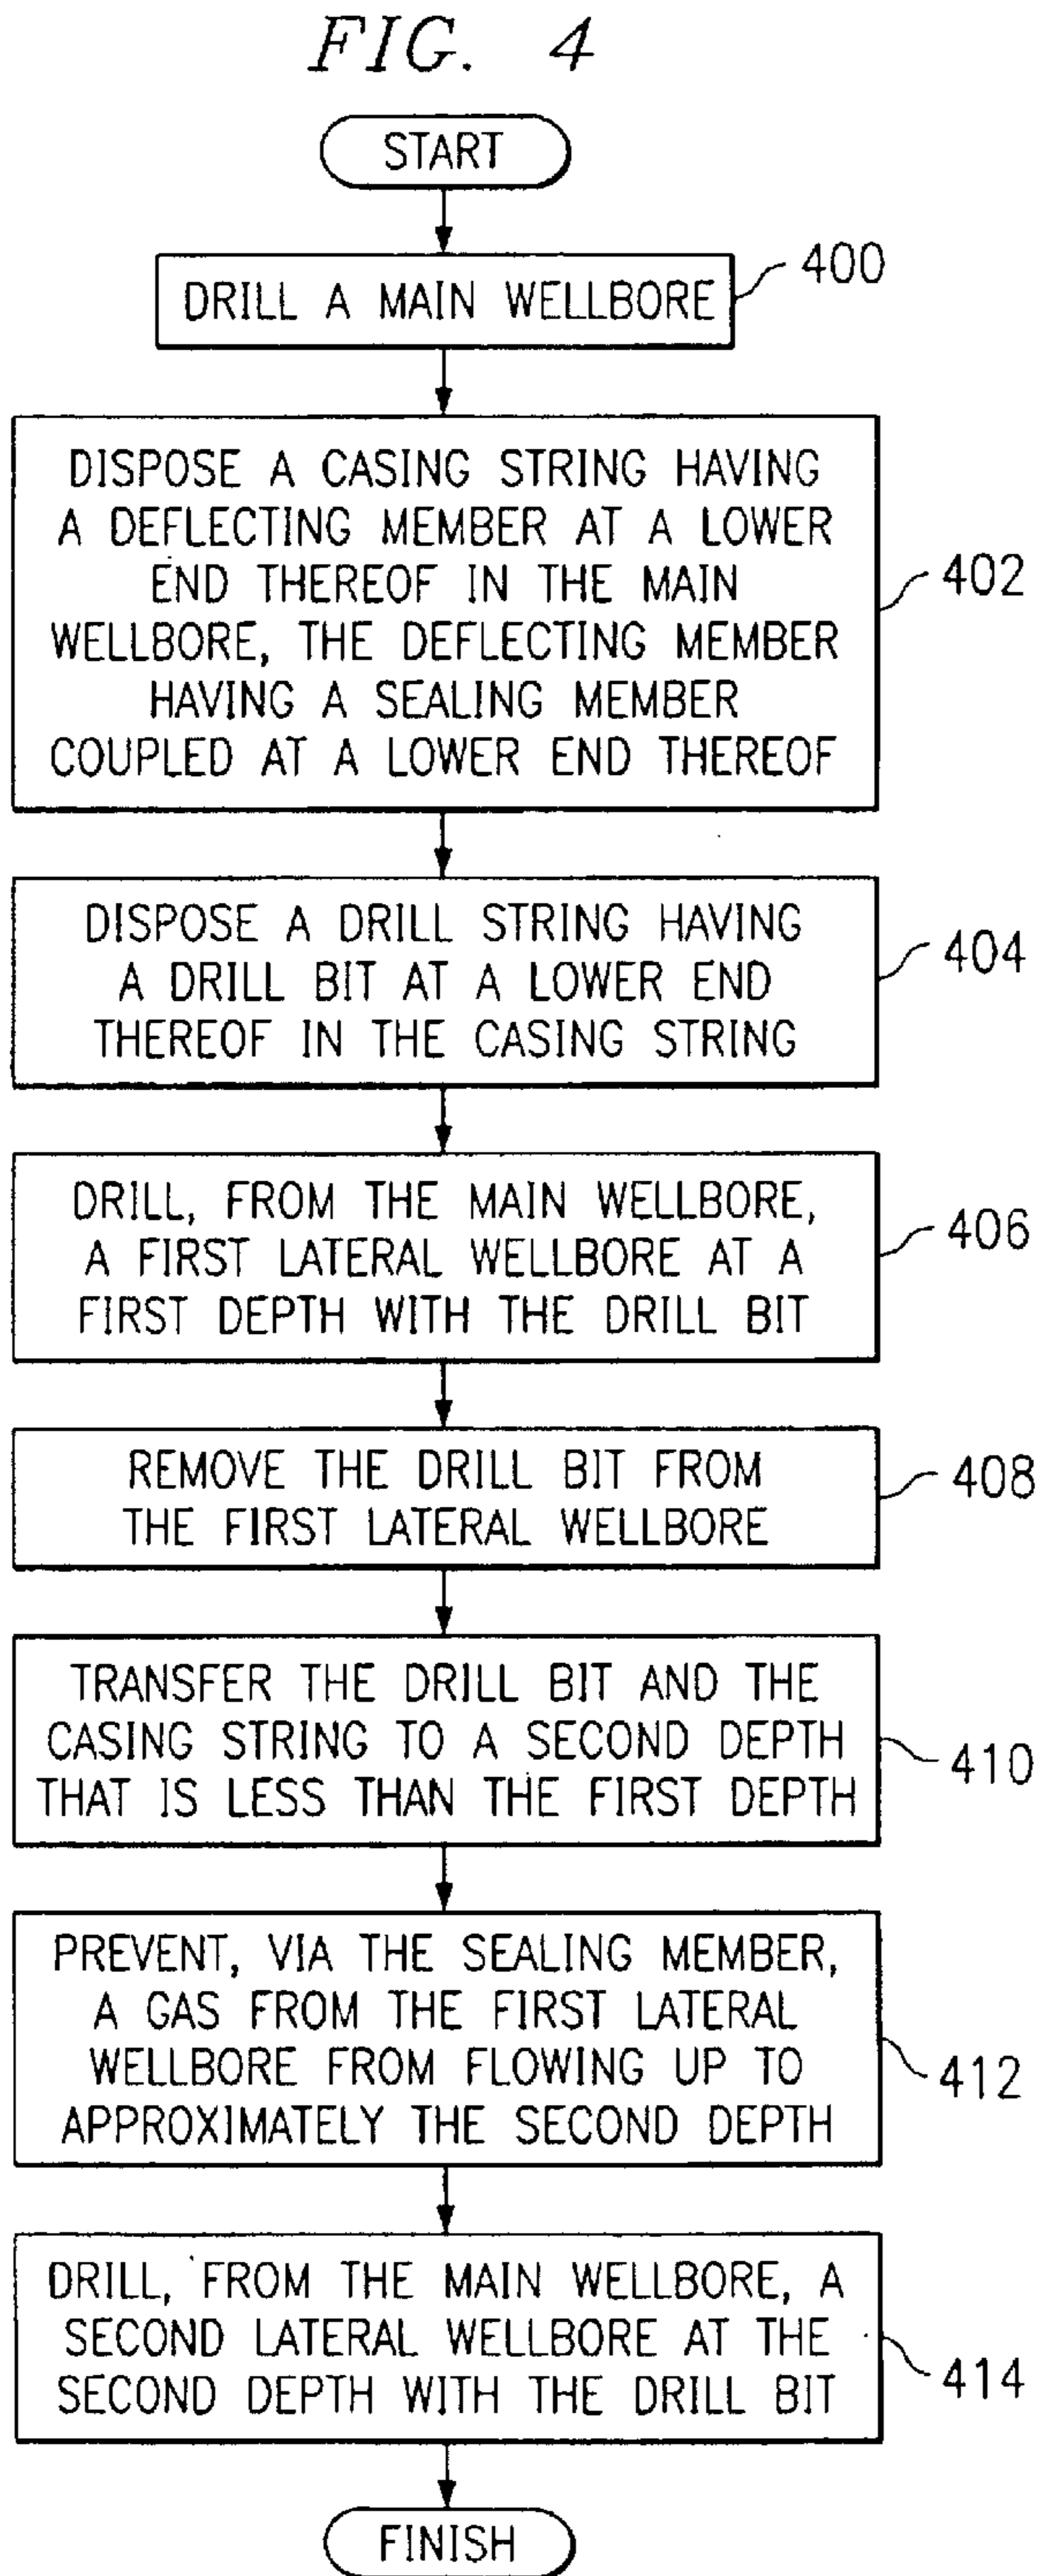 FIG. 4
START
DRILL A MAIN WELLBORE
400
DISPOSE A CASING STRING HAVING
A DEFLECTING MEMBER AT A LOWER
END THEREOF IN THE MAIN
WELLBORE, THE DEFLECTING MEMBER
HAVING A SEALING MEMBER
COUPLED AT A LOWER END THEREOF
402
DISPOSE A DRILL STRING HAVING
A DRILL BIT AT A LOWER END
THEREOF IN THE CASING STRING
404
DRILL, FROM THE MAIN WELLBORE,
A FIRST LATERAL WELLBORE AT A
FIRST DEPTH WITH THE DRILL BIT
406
REMOVE THE DRILL BIT FROM
THE FIRST LATERAL WELLBORE
408
TRANSFER THE DRILL BIT AND THE
CASING STRING TO A SECOND DEPTH
THAT IS LESS THAN THE FIRST DEPTH
410
PREVENT, VIA THE SEALING MEMBER,
A GAS FROM THE FIRST LATERAL
WELLBORE FROM FLOWING UP TO
APPROXIMATELY THE SECOND DEPTH
412
DRILL, FROM THE MAIN WELLBORE, A
SECOND LATERAL WELLBORE AT THE
SECOND DEPTH WITH THE DRILL BIT
414
FINISH